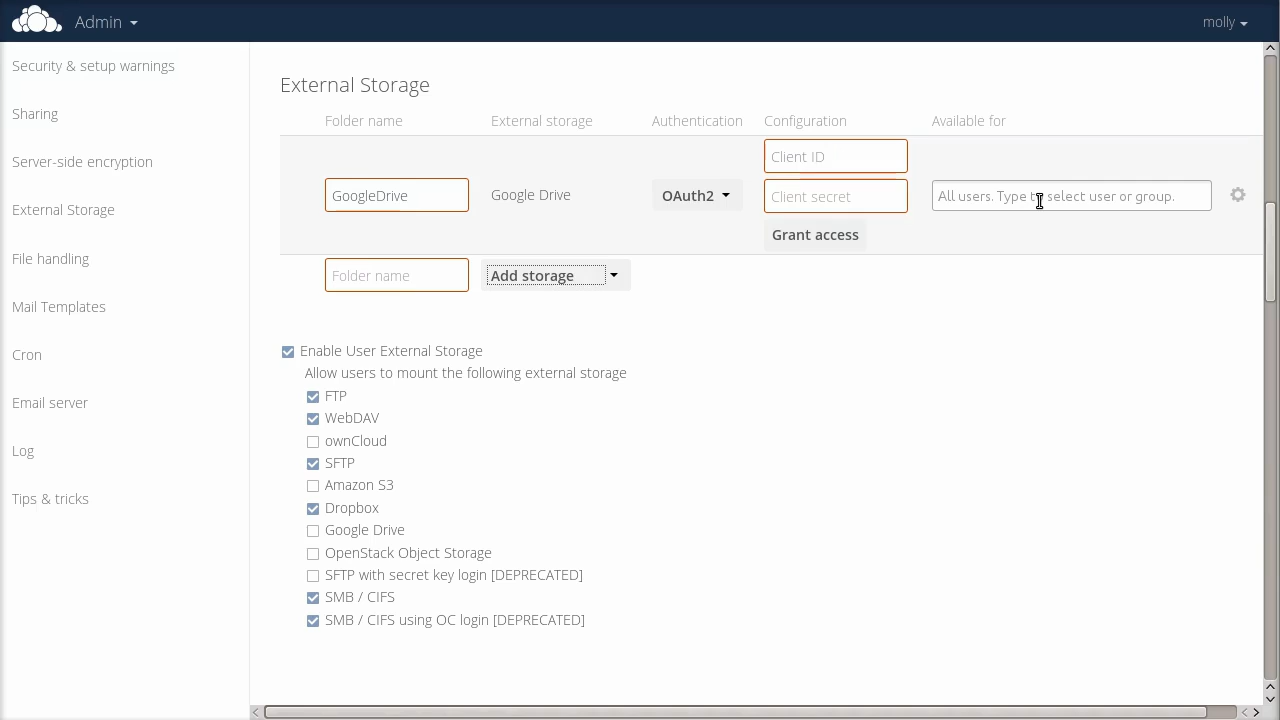 Admin
molly
Security & setup warnings
Sharing
Server-side encryption
External Storage
File handling
Mail Templates
Cron
Email server
Log
Tips & tricks
External Storage
Folder name External storage Authentication Configuration Available for
Client ID
GoogleDrive Google Drive OAuth2 Client secret All users. Type to select user or group.
Grant access
Folder name Add storage
Enable User External Storage
Allow users to mount the following external storage
FTP
WebDAV
ownCloud
SFTP
Amazon S3
Dropbox
Google Drive
OpenStack Object Storage
SFTP with secret key login [DEPRECATED]
SMB / CIFS
SMB / CIFS using OC login [DEPRECATED]